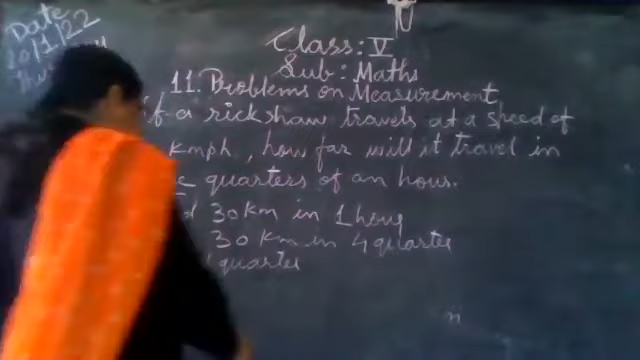 Date
10/1/22
Class: V
Sub: Maths
11. Problems on Measurement
If a rickshaw travels at a speed of
kmph, how far will it travel in
quarters of an hour.
30 km in 1 hour
30 km in 4 quarter
quarter